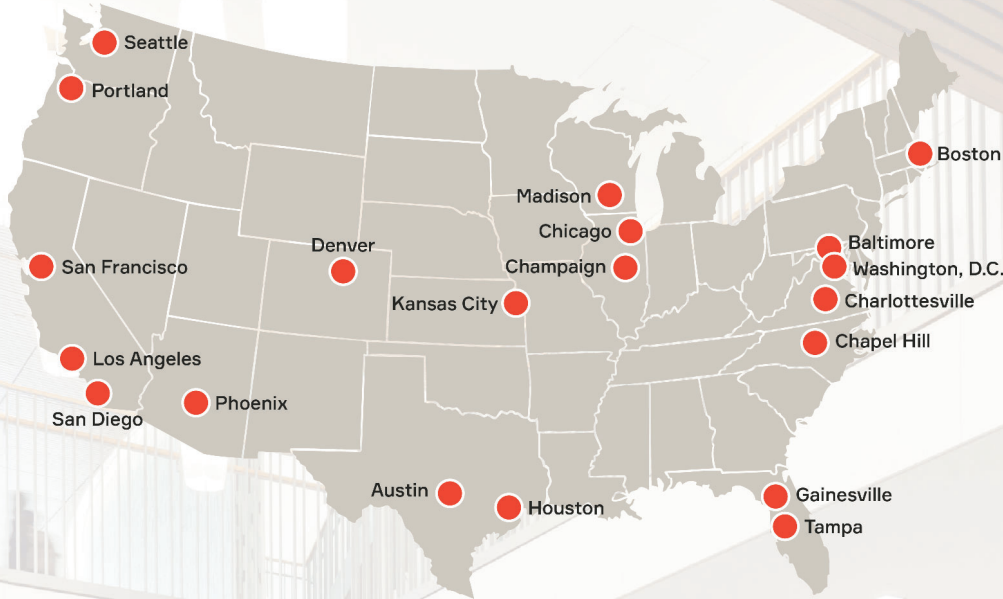 Seattle
Portland
Boston
Madison
Chicago
Baltimore
Denver
San Francisco
Champaign
Washington, D.C.
Kansas City
Charlottesville
Chapel Hill
Los Angeles
Phoenix
San Diego
Austin
Gainesville
Houston
Tampa